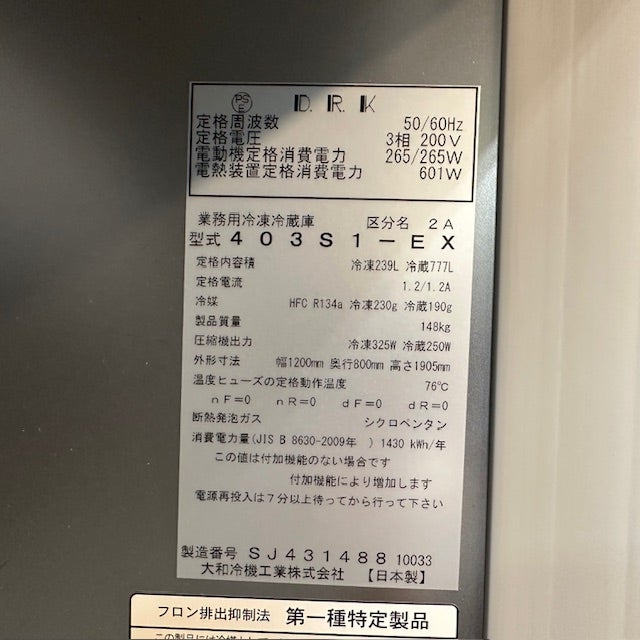 PS E D.R.K
定格周波数 50/60Hz
定格電圧 3相 200V
電動機定格消費電力 265/265W
電熱装置定格消費電力 601W
業務用冷凍冷蔵庫 区分名 2A
型式 403S1-EX
定格内容積 冷凍239L 冷蔵777L
定格電流 1.2/1.2A
冷媒 HFC R134a 冷凍230g 冷蔵190g
製品質量 148kg
圧縮機出力 冷凍325W 冷蔵250W
外形寸法 幅1200mm 奥行800mm 高さ1905mm
温度ヒューズの定格動作温度 76℃
nF=0 nR=0 dF=0 dR=0
断熱発泡ガス シクロペンタン
消費電力量(JIS B 8630-2009年 ) 1430 kWh/年
この値は付加機能のない場合です
付加機能により増加します
電源再投入は7分以上待ってから行って下さい
製造番号 SJ431488 10033
大和冷機工業株式会社 【日本製】
フロン排出抑制法 第一種特定製品